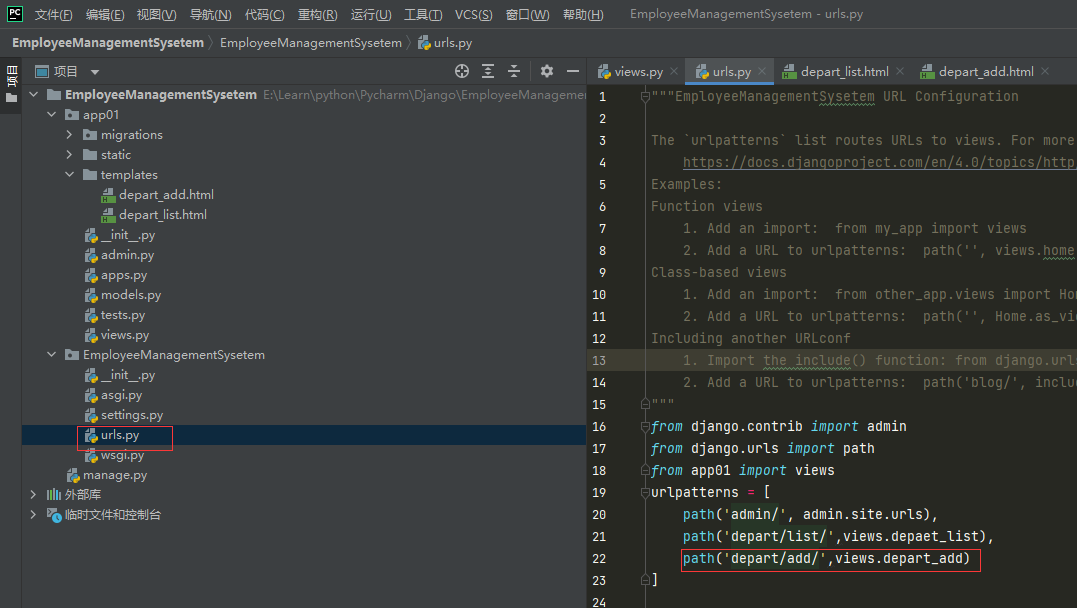 PC 文件(F) 编辑(E) 视图(V) 导航(N) 代码(C) 重构(R) 运行(U) 工具(T) VCS(S) 窗口(W) 帮助(H) EmployeeManagementSysetem - urls.py
EmployeeManagementSysetem EmployeeManagementSysetem urls.py
项目
项目
EmployeeManagementSysetem E:\Learn\python\Pycharm\Django\EmployeeManageme
app01
migrations
static
templates
depart_add.html
depart_list.html
__init__.py
admin.py
apps.py
models.py
tests.py
views.py
EmployeeManagementSysetem
__init__.py
asgi.py
settings.py
urls.py
wsgi.py
manage.py
外部库
临时文件和控制台
views.py urls.py depart_list.html depart_add.html
1 """EmployeeManagementSysetem URL Configuration
2
3 The `urlpatterns` list routes URLs to views. For more
4 https://docs.djangoproject.com/en/4.0/topics/http
5 Examples:
6 Function views
7 1. Add an import:  from my_app import views
8 2. Add a URL to urlpatterns:  path('', views.home
9 Class-based views
10 1. Add an import:  from other_app.views import Ho
11 2. Add a URL to urlpatterns:  path('', Home.as_vi
12 Including another URLconf
13 1. Import the include() function: from django.url
14 2. Add a URL to urlpatterns:  path('blog/', inclu
15 """
16 from django.contrib import admin
17 from django.urls import path
18 from app01 import views
19 urlpatterns = [
20 path('admin/', admin.site.urls),
21 path('depart/list/',views.depaet_list),
22 path('depart/add/',views.depart_add)
23 ]
24